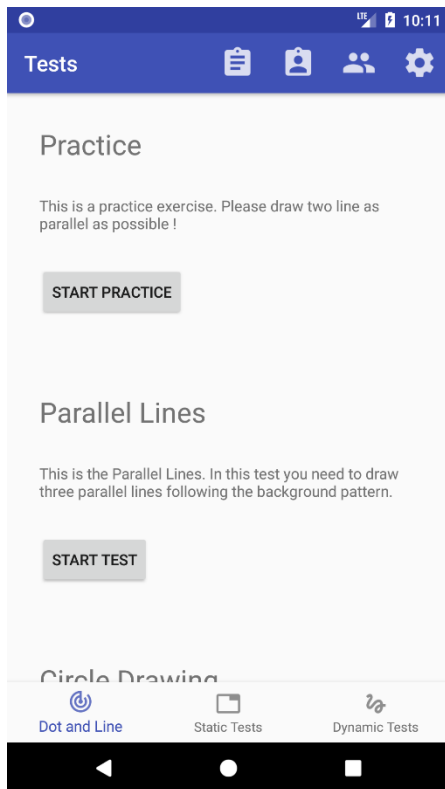 LTE 10:11
Tests
Practice
This is a practice exercise. Please draw two line as
parallel as possible !
START PRACTICE
Parallel Lines
This is the Parallel Lines. In this test you need to draw
three parallel lines following the background pattern.
START TEST
Circle Drawing
Dot and Line Static Tests Dynamic Tests